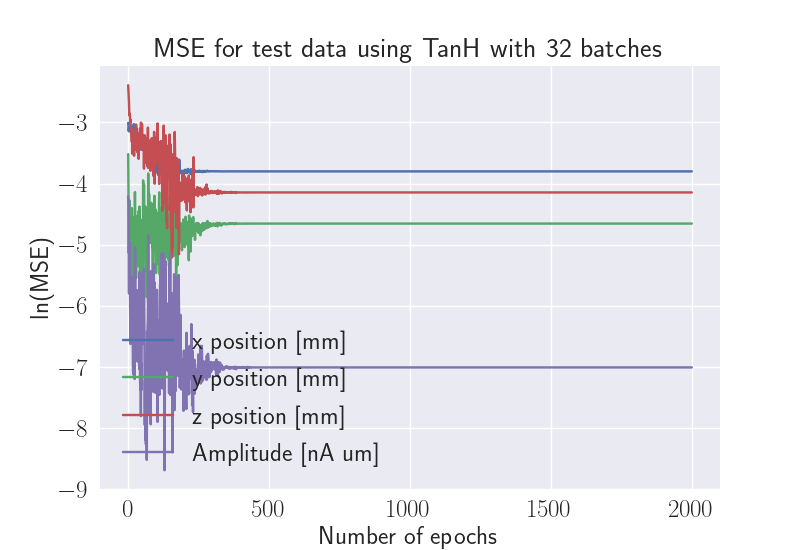 MSE for test data using TanH with 32 batches
ln(MSE)
−3
−4
−5
−6
−7
−8
−9
x position [mm]
y position [mm]
z position [mm]
Amplitude [nA um]
0 500 1000 1500 2000
Number of epochs